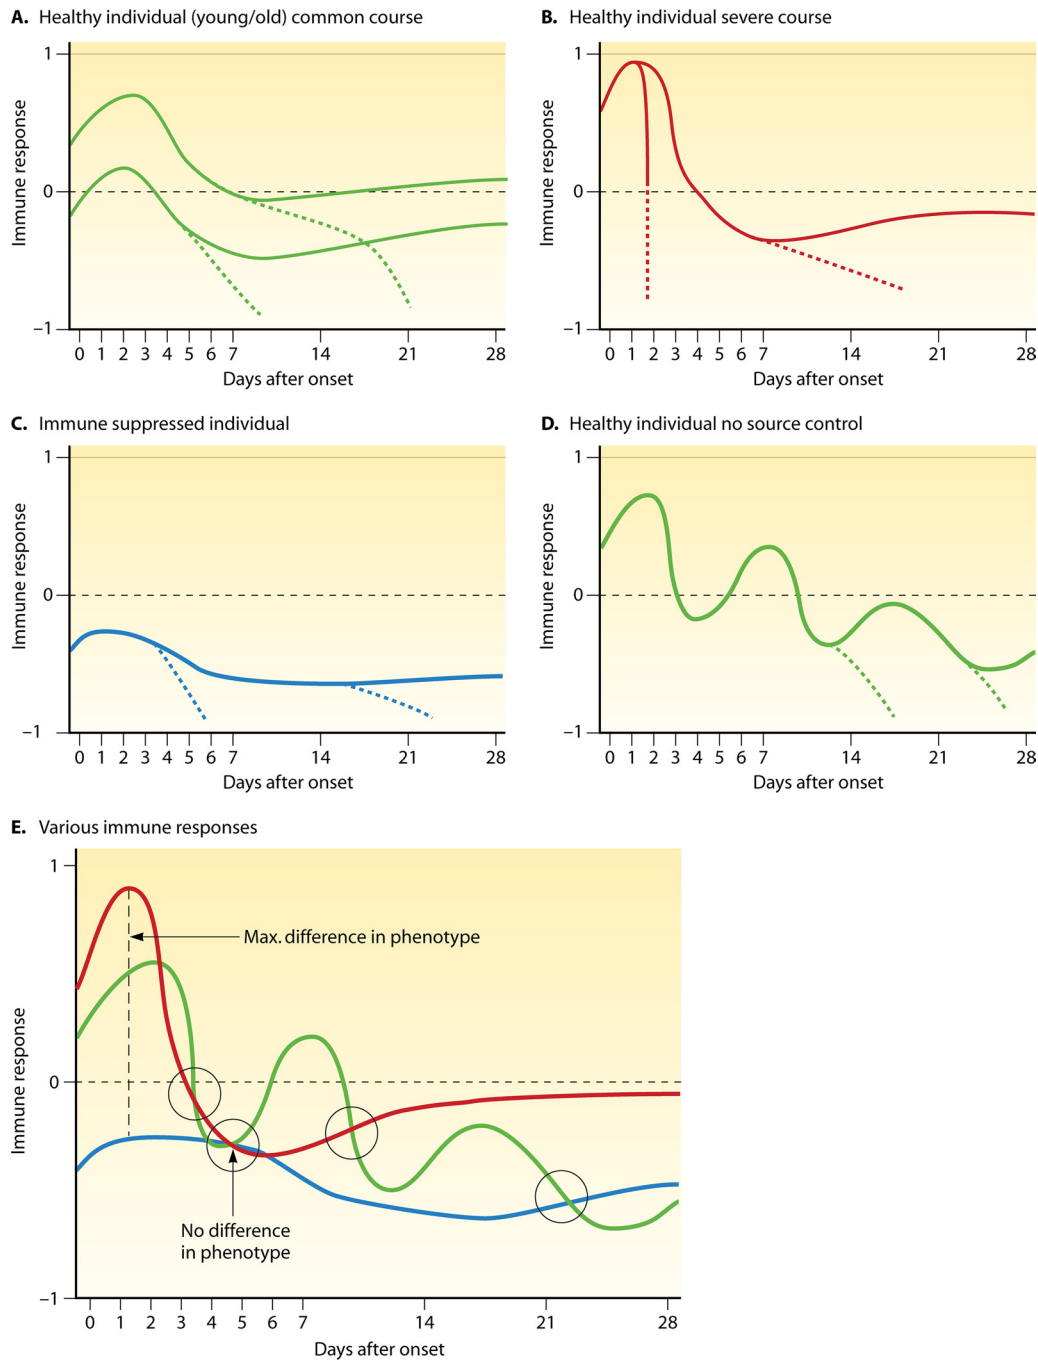 A. Healthy individual (young/old) common course
1
0
−1
Immune response
0 1 2 3 4 5 6 7 14 21 28
Days after onset
B. Healthy individual severe course
1
0
−1
Immune response
0 1 2 3 4 5 6 7 14 21 28
Days after onset
C. Immune suppressed individual
1
0
−1
Immune response
0 1 2 3 4 5 6 7 14 21 28
Days after onset
D. Healthy individual no source control
1
0
−1
Immune response
0 1 2 3 4 5 6 7 14 21 28
Days after onset
E. Various immune responses
1
0
−1
Immune response
Max. difference in phenotype
No difference
in phenotype
0 1 2 3 4 5 6 7 14 21 28
Days after onset